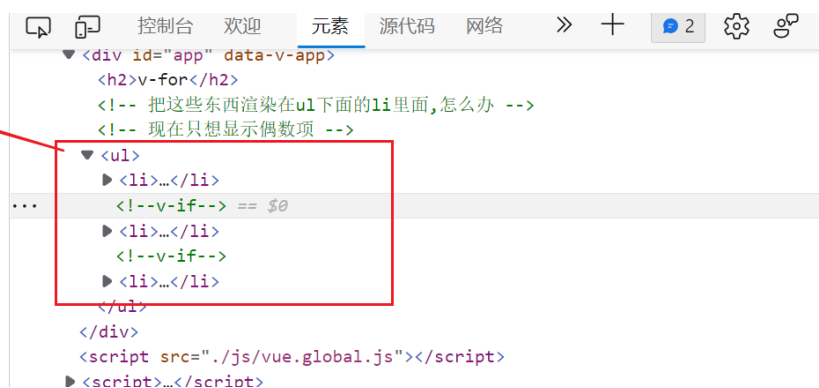 控制台 欢迎 元素 源代码 网络 2
▼ <div id="app" data-v-app>
<h2>v-for</h2>
<!-- 把这些东西渲染在ul下面的li里面,怎么办 -->
<!-- 现在只想显示偶数项 -->
▼ <ul>
▶ <li>…</li>
··· <!--v-if--> == $0
▶ <li>…</li>
<!--v-if-->
▶ <li>…</li>
</ul>
</div>
<script src="./js/vue.global.js"></script>
▶ <script>…</script>